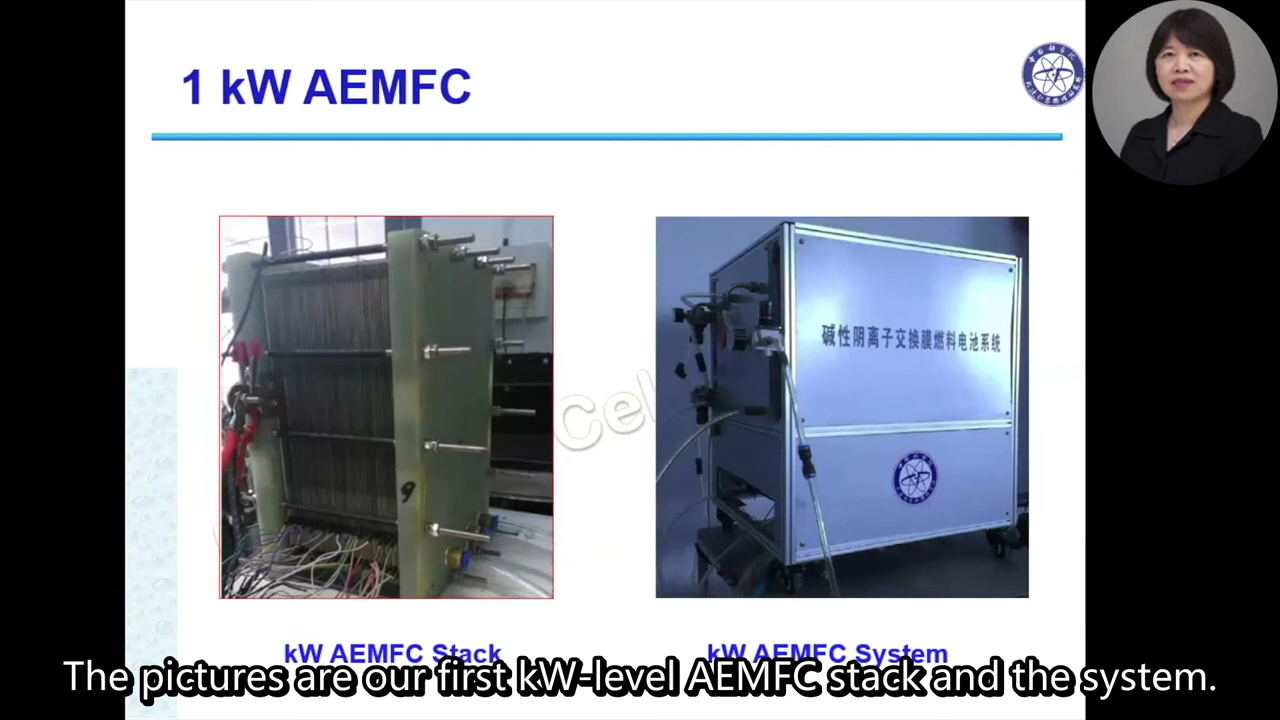 1 kW AEMFC
Cel
碱性阴离子交换膜燃料电池系统
kW AEMFC Stack
kW AEMFC System
The pictures are our first kW-level AEMFC stack and the system.